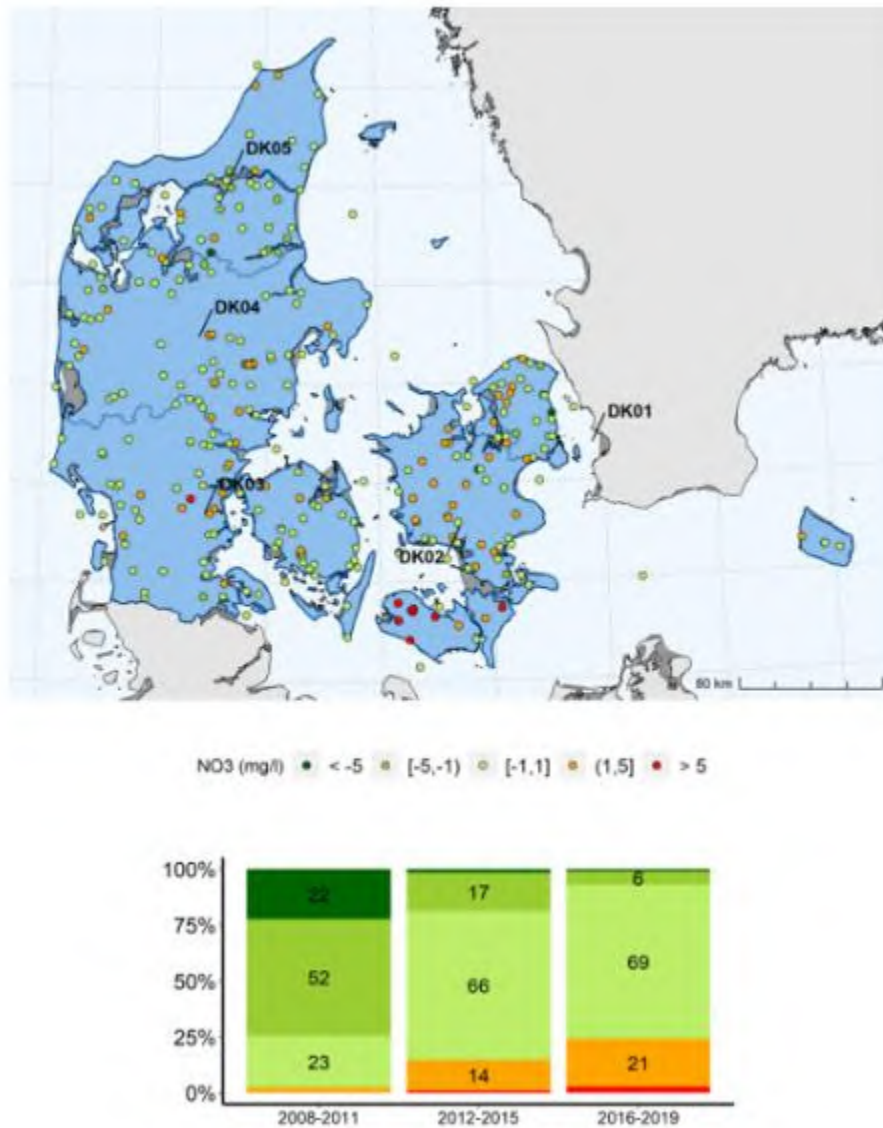 DK05
DK04
DK01
DK03
DK02
80 km
NO3 (mg/l) < -5 [-5,-1) [-1,1] (1,5] > 5
100%
75%
50%
25%
0%
22
52
23
17
66
14
6
69
21
2008-2011 2012-2015 2016-2019